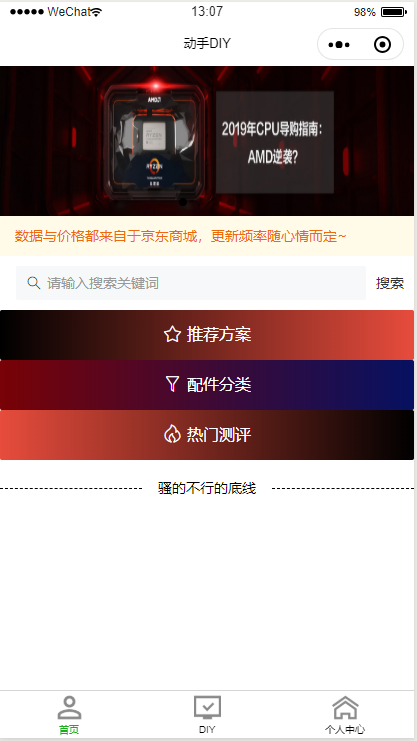 ●●●●● WeChat 13:07 98%
动手DIY
AMD
RYZEN
2019年CPU导购指南:
AMD逆袭?
数据与价格都来自于京东商城，更新频率随心情而定~
请输入搜索关键词 搜索
推荐方案
配件分类
热门测评
骚的不行的底线
首页 DIY 个人中心